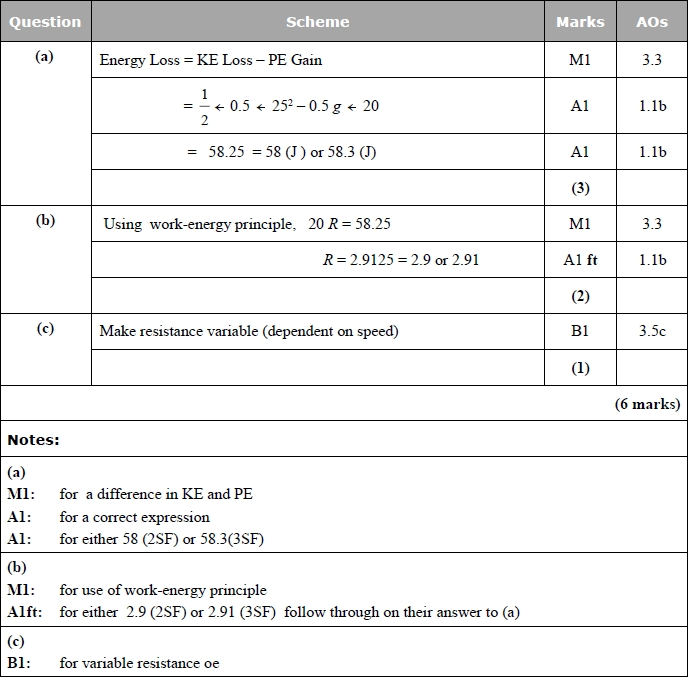 Question Scheme Marks AOs
(a) Energy Loss = KE Loss – PE Gain M1 3.3
= 1/2 ← 0.5 ← 25² – 0.5 g ← 20 A1 1.1b
= 58.25 = 58 (J ) or 58.3 (J) A1 1.1b
(3)
(b) Using work-energy principle, 20 R = 58.25 M1 3.3
R = 2.9125 = 2.9 or 2.91 A1 ft 1.1b
(2)
(c) Make resistance variable (dependent on speed) B1 3.5c
(1)
(6 marks)
Notes:
(a)
M1: for a difference in KE and PE
A1: for a correct expression
A1: for either 58 (2SF) or 58.3(3SF)
(b)
M1: for use of work-energy principle
A1ft: for either 2.9 (2SF) or 2.91 (3SF) follow through on their answer to (a)
(c)
B1: for variable resistance oe